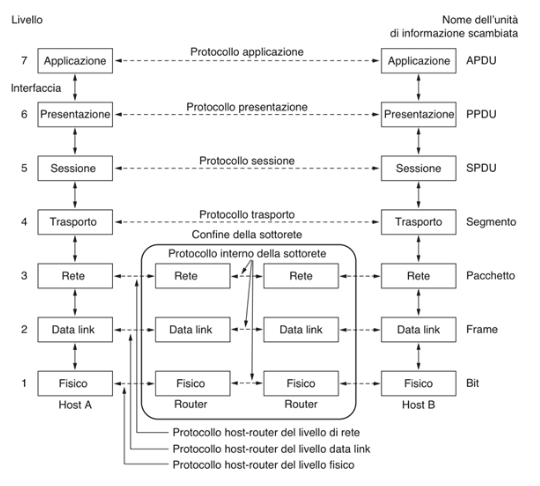 Livello
Nome dell'unità
di informazione scambiata
Protocollo applicazione
7 Applicazione Applicazione APDU
Interfaccia
Protocollo presentazione
6 Presentazione Presentazione PPDU
Protocollo sessione
5 Sessione Sessione SPDU
Protocollo trasporto
4 Trasporto Trasporto Segmento
Confine della sottorete
Protocollo interno della sottorete
3 Rete Rete Rete Rete Pacchetto
2 Data link Data link Data link Data link Frame
1 Fisico Fisico Fisico Fisico Bit
Host A Router Router Host B
Protocollo host-router del livello di rete
Protocollo host-router del livello data link
Protocollo host-router del livello fisico